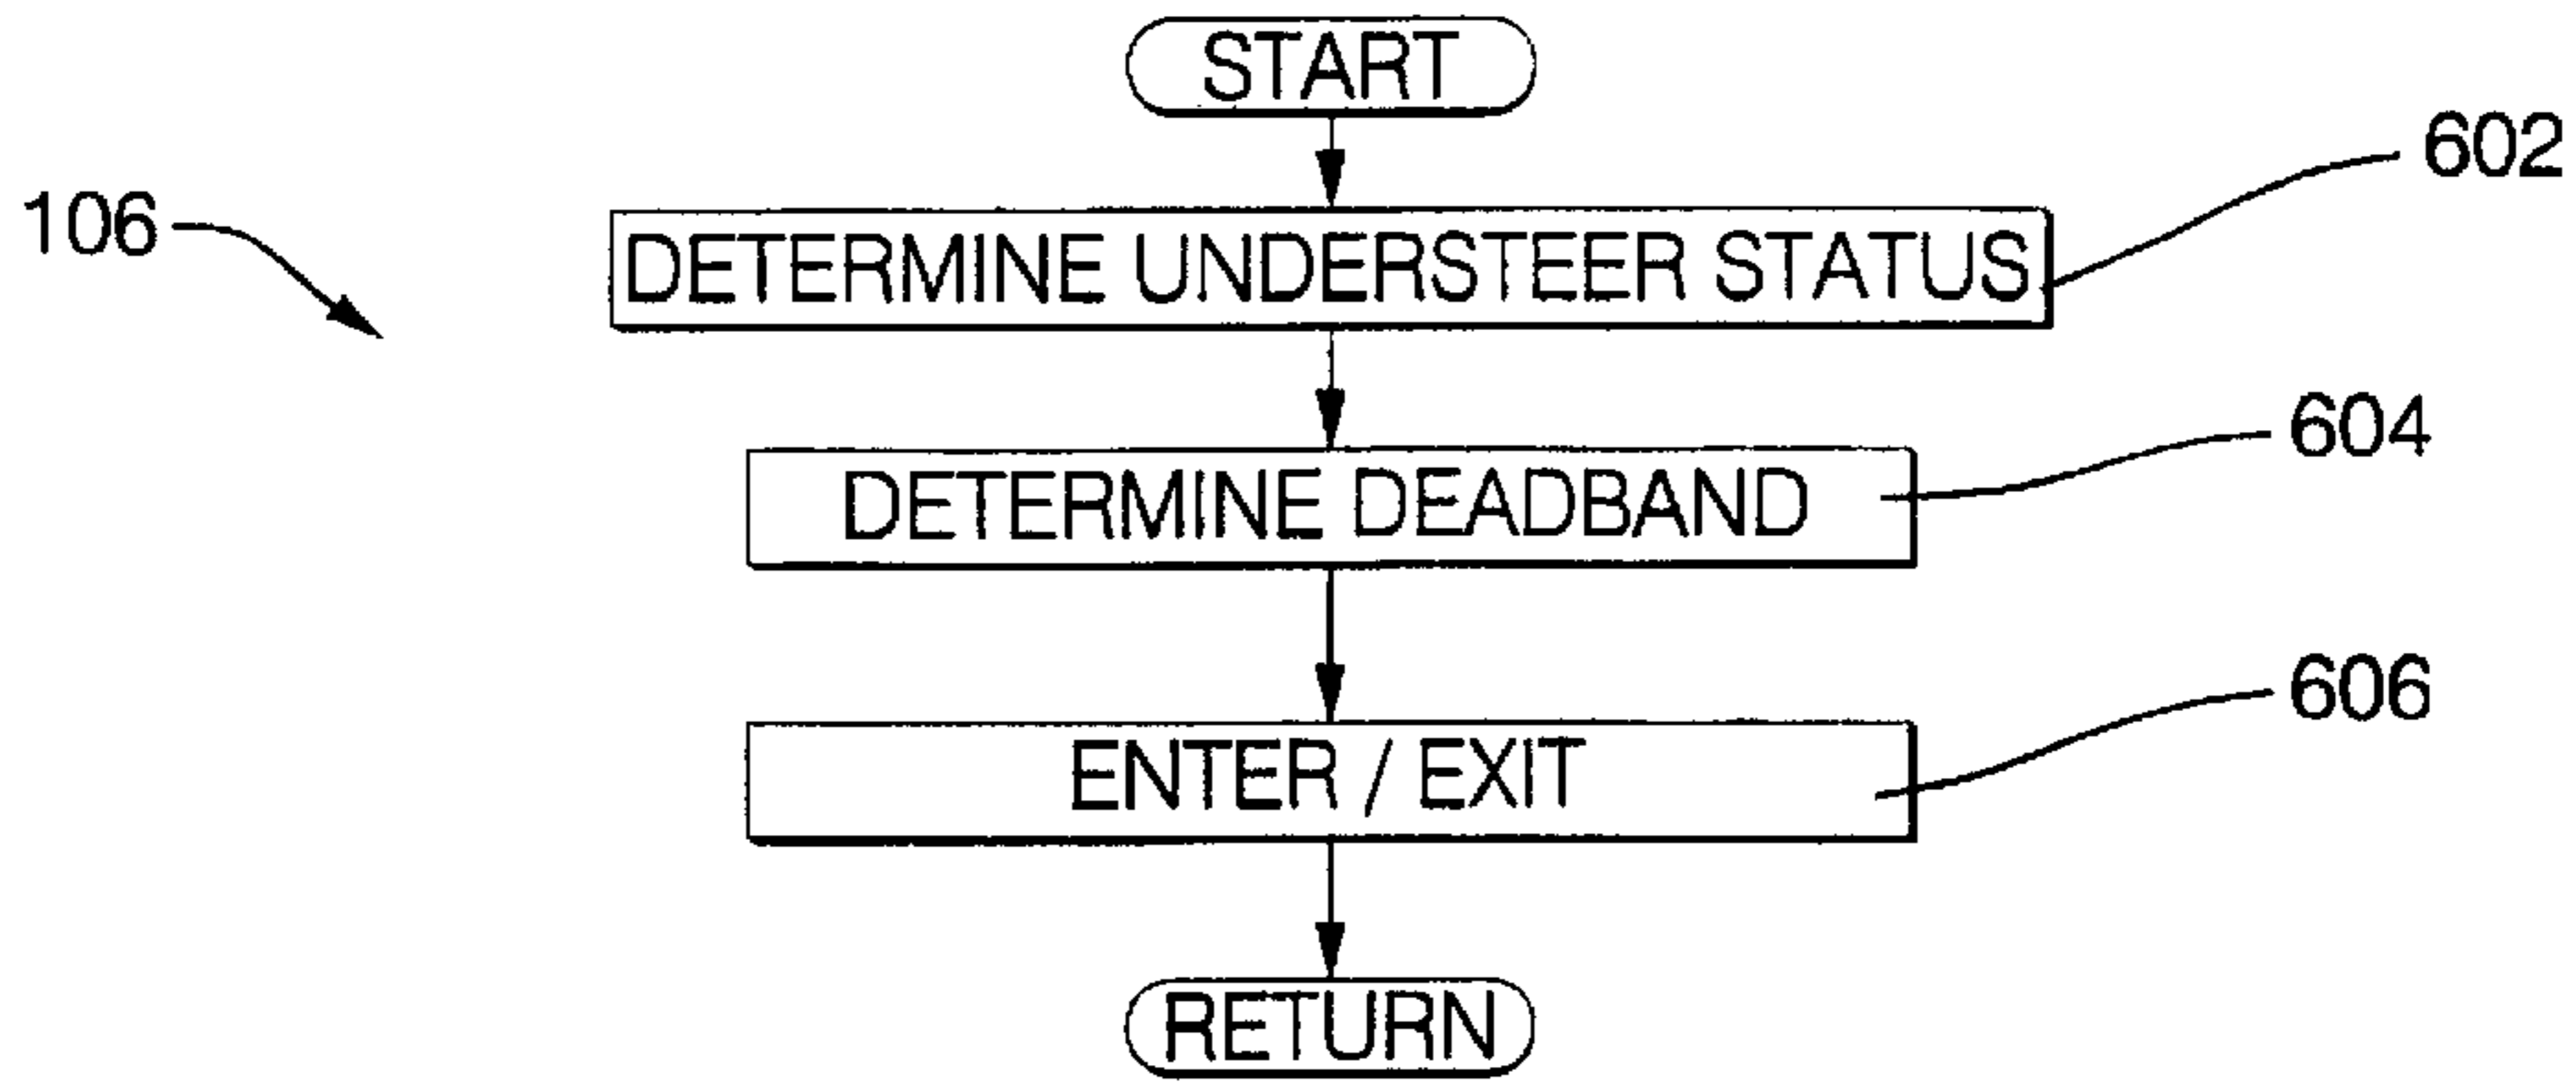 START
602
106
DETERMINE UNDERSTEER STATUS
604
DETERMINE DEADBAND
606
ENTER / EXIT
RETURN